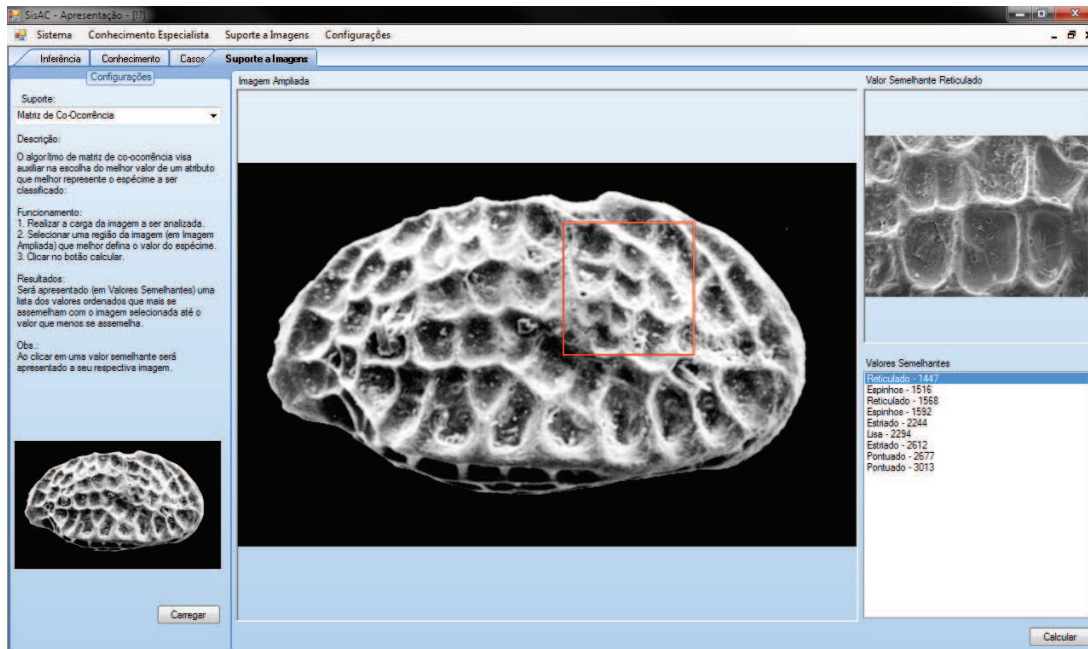 SisAC - Apresentação - [!?]
Sistema Conhecimento Especialista Suporte a Imagens Configurações
Inferência Conhecimento Casos Suporte a Imagens
Configurações
Suporte:
Matriz de Co-Ocorrência
Descrição:
O algorítmo de matriz de co-ocorrência visa
auxiliar na escolha do melhor valor de um atributo
que melhor represente o espécime a ser
classificado:
Funcionamento:
1. Realizar a carga da imagem a ser analizada.
2. Selecionar uma região da imagem (em Imagem
Ampliada) que melhor defina o valor do espécime.
3. Clicar no botão calcular.
Resultados:
Será apresentado (em Valores Semelhantes) uma
lista dos valores ordenados que mais se
assemelham com o imagem selecionada até o
valor que menos se assemelha.
Obs.:
Ao clicar em uma valor semelhante será
apresentado a seu respectiva imagem.
Carregar
Imagem Ampliada
Valor Semelhante Reticulado
Valores Semelhantes
Reticulado - 1447
Espinhos - 1516
Reticulado - 1568
Espinhos - 1592
Estriado - 2244
Lisa - 2294
Estriado - 2612
Pontuado - 2677
Pontuado - 3013
Calcular